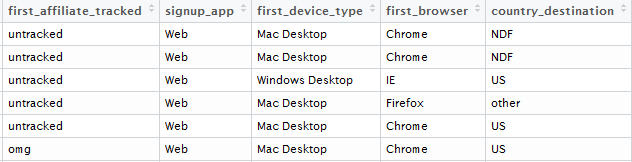 first_affiliate_tracked signup_app first_device_type first_browser country_destination
untracked Web Mac Desktop Chrome NDF
untracked Web Mac Desktop Chrome NDF
untracked Web Windows Desktop IE US
untracked Web Mac Desktop Firefox other
untracked Web Mac Desktop Chrome US
omg Web Mac Desktop Chrome US